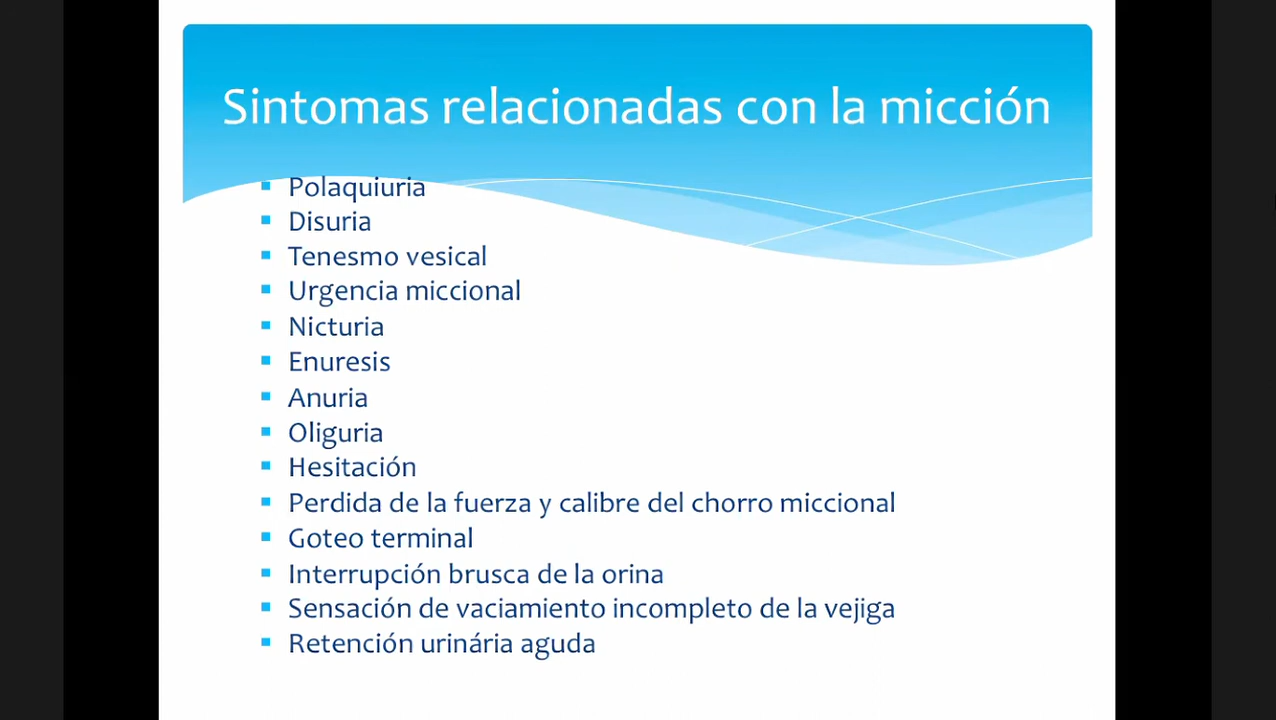 Sintomas relacionadas con la micción
Polaquiuria
Disuria
Tenesmo vesical
Urgencia miccional
Nicturia
Enuresis
Anuria
Oliguria
Hesitación
Perdida de la fuerza y calibre del chorro miccional
Goteo terminal
Interrupción brusca de la orina
Sensación de vaciamiento incompleto de la vejiga
Retención urinária aguda